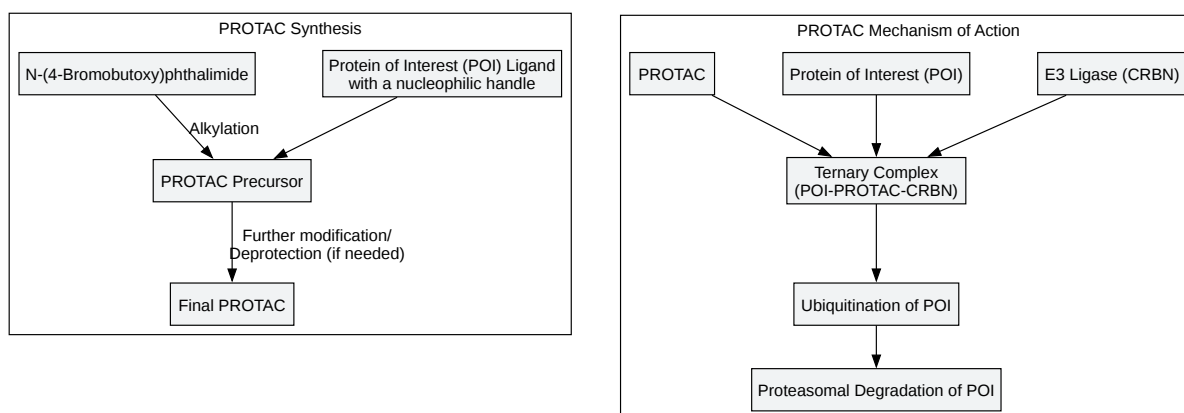 PROTAC Synthesis
N-(4-Bromobutoxy)phthalimide
Protein of Interest (POI) Ligand
with a nucleophilic handle
Alkylation
PROTAC Precursor
Further modification/
Deprotection (if needed)
Final PROTAC
PROTAC Mechanism of Action
PROTAC
Protein of Interest (POI)
E3 Ligase (CRBN)
Ternary Complex
(POI-PROTAC-CRBN)
Ubiquitination of POI
Proteasomal Degradation of POI